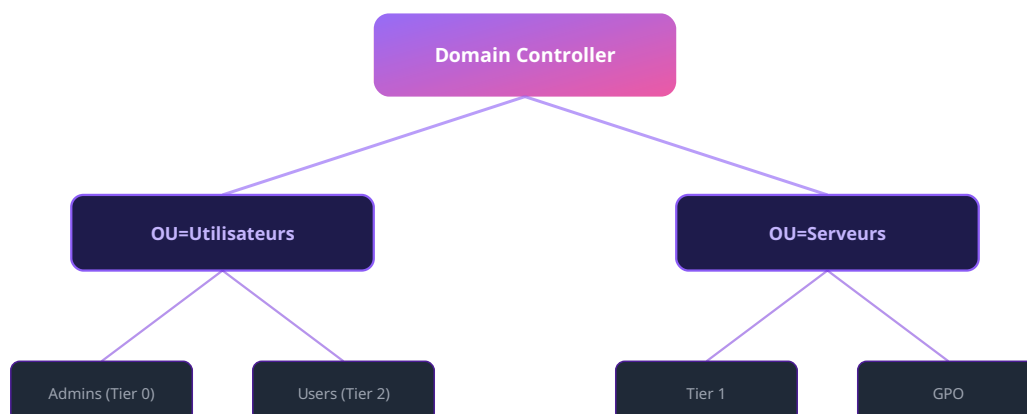 Domain Controller
OU=Utilisateurs
OU=Serveurs
Admins (Tier 0)
Users (Tier 2)
Tier 1
GPO